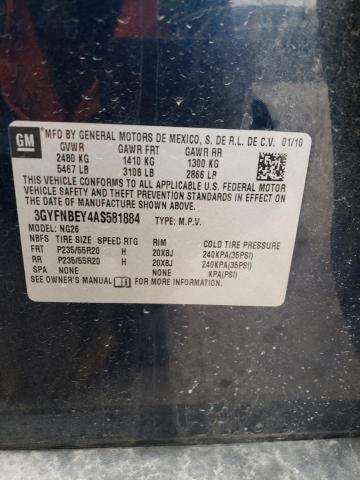 GM
MFD BY GENERAL MOTORS DE MEXICO, S. DE R.L. DE C.V. 01/10
GVWR GAWR FRT GAWR RR
2480 KG 1410 KG 1300 KG
5467 LB 3108 LB 2866 LB
THIS VEHICLE CONFORMS TO ALL APPLICABLE U.S. FEDERAL MOTOR
VEHICLE SAFETY AND THEFT PREVENTION STANDARDS IN EFFECT ON
THE DATE OF MANUFACTURE SHOWN ABOVE.
3GYFNBEY4AS581884 TYPE: M.P.V.
MODEL: NG26
NBFS TIRE SIZE SPEED RTG RIM COLD TIRE PRESSURE
FRT P235/55R20 H 20X8J 240KPA(35PSI)
RR P235/55R20 H 20X8J 240KPA(35PSI)
SPA NONE NONE KPA(PSI)
SEE OWNER'S MANUAL FOR MORE INFORMATION.